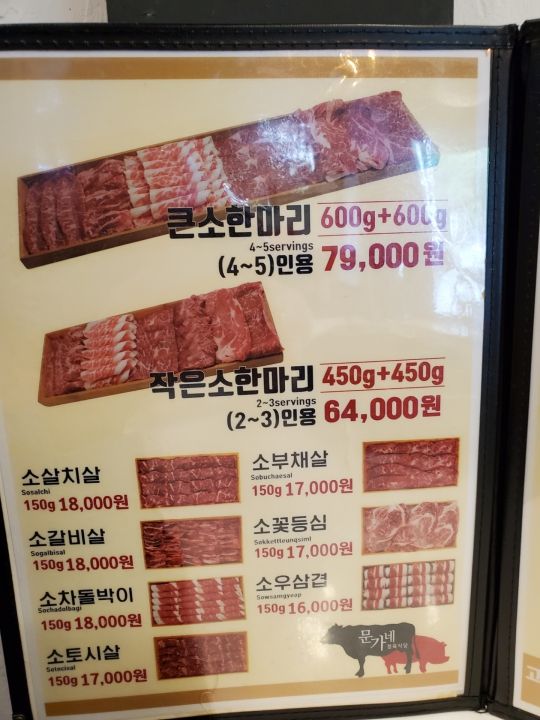 큰소한마리 600g+600g
4~5servings
(4~5)인용 79,000원
작은소한마리 450g+450g
2~3servings
(2~3)인용 64,000원
소살치살
Sosalchi
150g 18,000원
소부채살
Sobuchaesal
150g 17,000원
소갈비살
Sogalbisal
150g 18,000원
소꽃등심
Sokkettleungsiml
150g 17,000원
소차돌박이
Sochadolbagi
150g 18,000원
소우삼겹
Sowsamgyeop
150g 16,000원
소토시살
150g 17,000원
문가네
정육식당